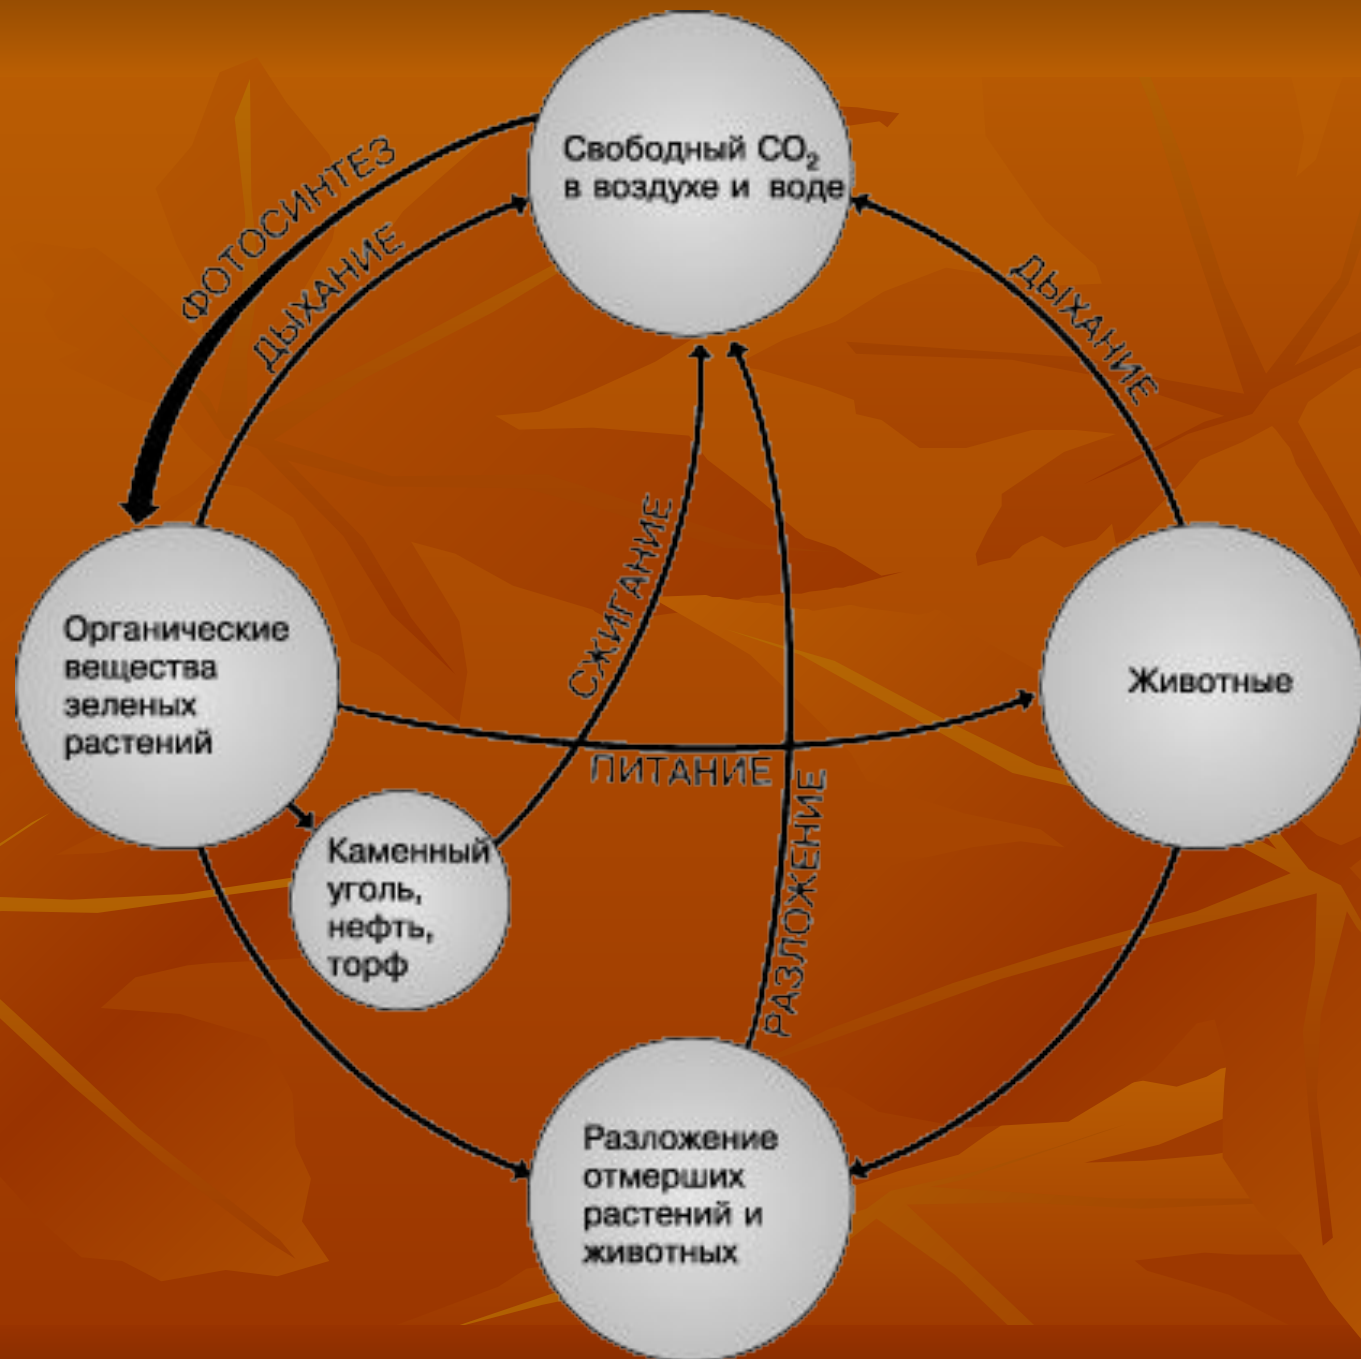 Свободный CO₂
в воздухе и воде
ФОТОСИНТЕЗ
ДЫХАНИЕ
ДЫХАНИЕ
СЖИГАНИЕ
Органические
вещества
зеленых
растений
Животные
ПИТАНИЕ
РАЗЛОЖЕНИЕ
Каменный
уголь,
нефть,
торф
Разложение
отмерших
растений и
животных